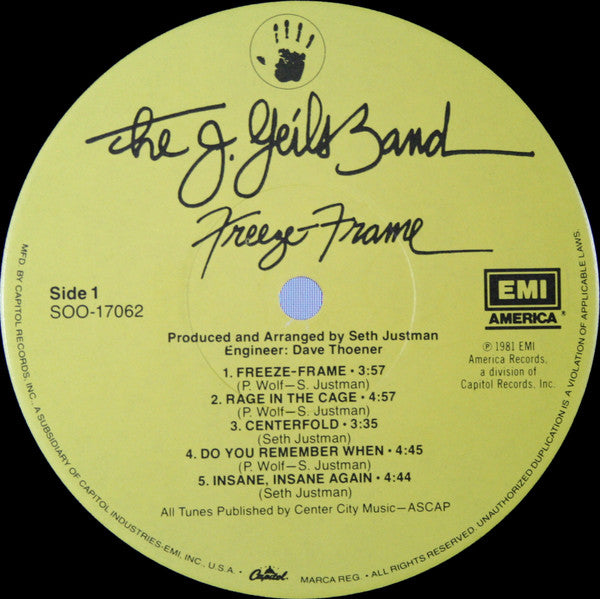 The J. Geils Band
Freeze-Frame
Side 1
SOO-17062
EMI
AMERICA®
℗ 1981 EMI
America Records,
a division of
Capitol Records, Inc.
Produced and Arranged by Seth Justman
Engineer: Dave Thoener
1. FREEZE-FRAME • 3:57
(P. Wolf—S. Justman)
2. RAGE IN THE CAGE • 4:57
(P. Wolf—S. Justman)
3. CENTERFOLD • 3:35
(Seth Justman)
4. DO YOU REMEMBER WHEN • 4:45
(P. Wolf—S. Justman)
5. INSANE, INSANE AGAIN • 4:44
(Seth Justman)
All Tunes Published by Center City Music—ASCAP
MFD. BY CAPITOL RECORDS, INC., A SUBSIDIARY OF CAPITOL INDUSTRIES-EMI, INC., U.S.A. • Capitol MARCA REG. • ALL RIGHTS RESERVED. UNAUTHORIZED DUPLICATION IS A VIOLATION OF APPLICABLE LAWS.